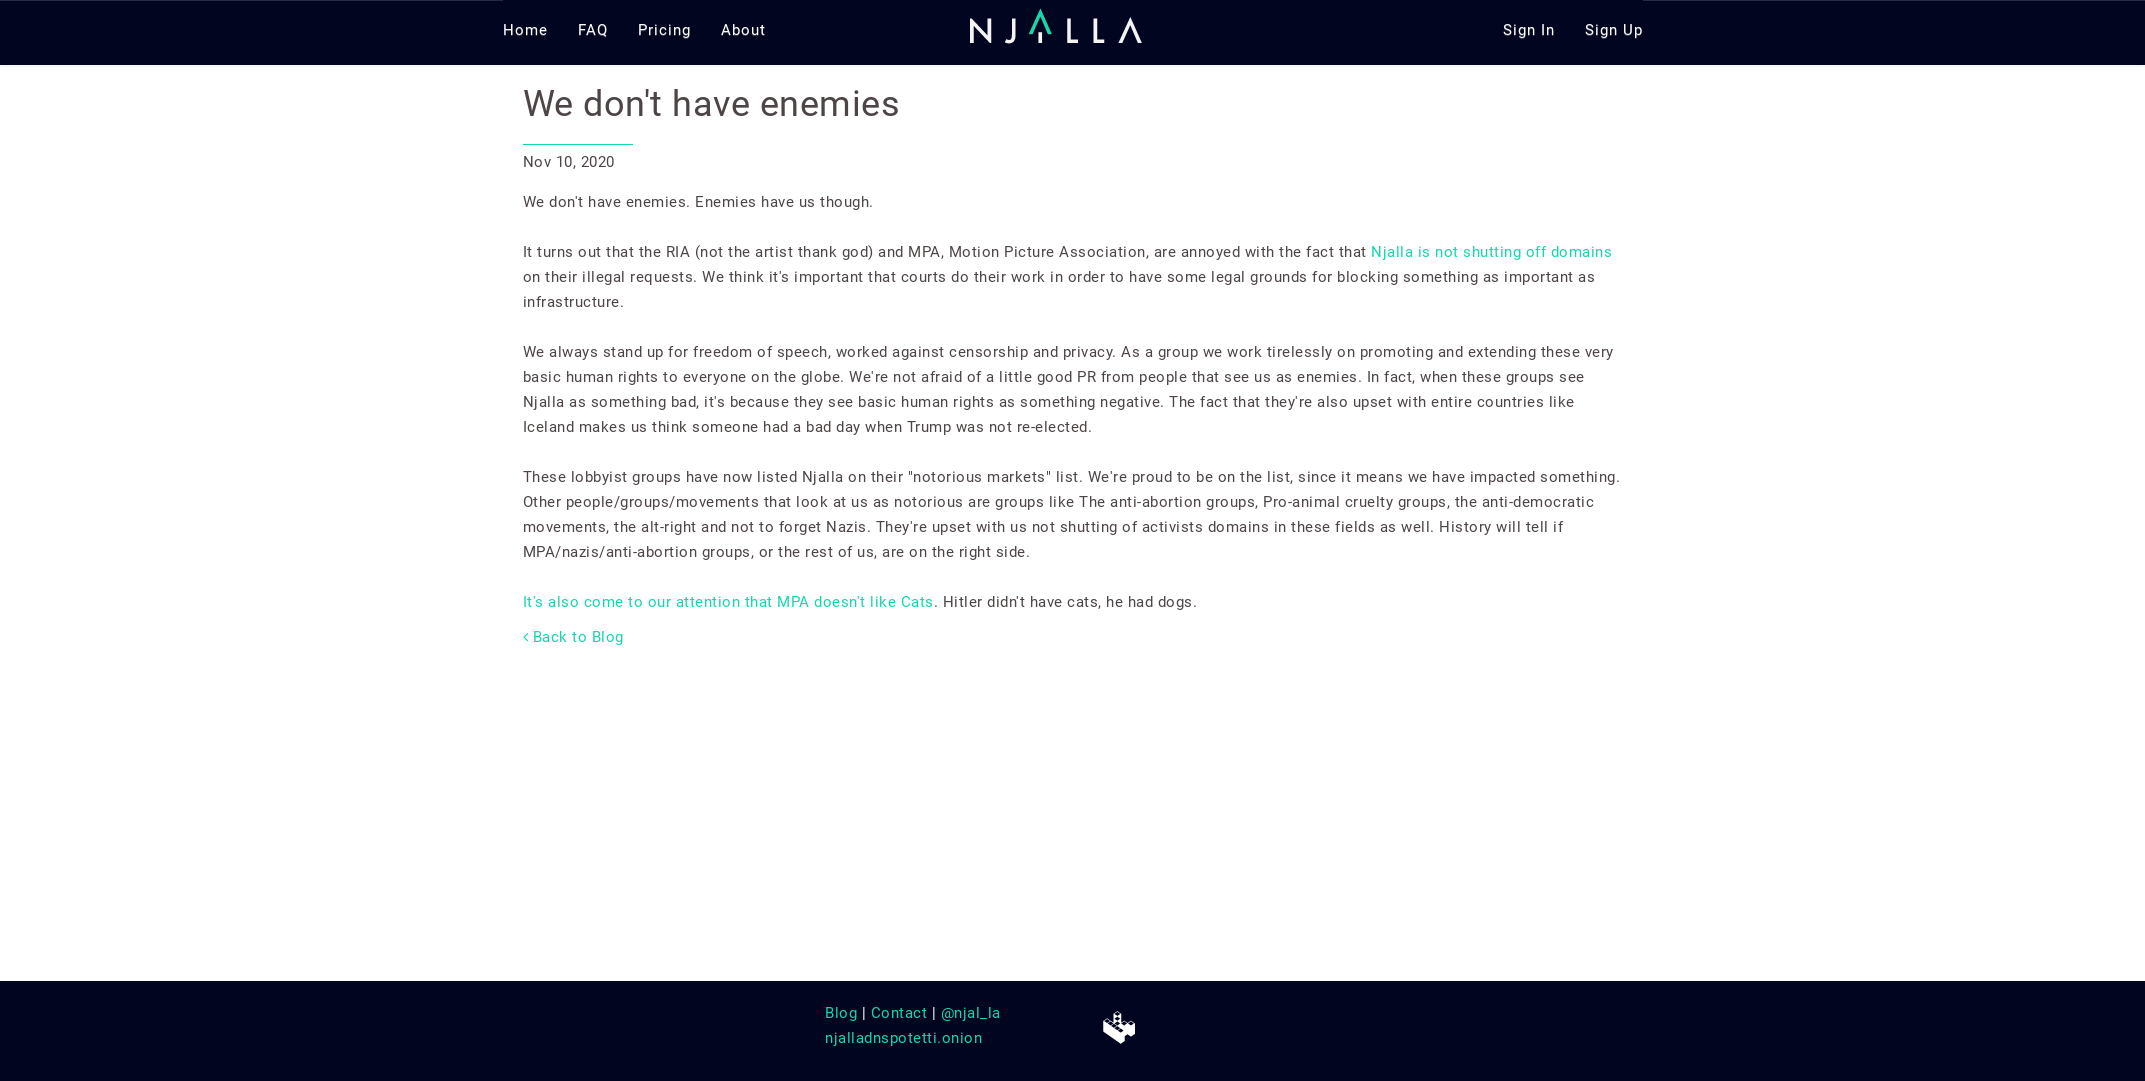 Home FAQ Pricing About NJALLA Sign In Sign Up
We don't have enemies
Nov 10, 2020
We don't have enemies. Enemies have us though.
It turns out that the RIA (not the artist thank god) and MPA, Motion Picture Association, are annoyed with the fact that Njalla is not shutting off domains
on their illegal requests. We think it's important that courts do their work in order to have some legal grounds for blocking something as important as
infrastructure.
We always stand up for freedom of speech, worked against censorship and privacy. As a group we work tirelessly on promoting and extending these very
basic human rights to everyone on the globe. We're not afraid of a little good PR from people that see us as enemies. In fact, when these groups see
Njalla as something bad, it's because they see basic human rights as something negative. The fact that they're also upset with entire countries like
Iceland makes us think someone had a bad day when Trump was not re-elected.
These lobbyist groups have now listed Njalla on their "notorious markets" list. We're proud to be on the list, since it means we have impacted something.
Other people/groups/movements that look at us as notorious are groups like The anti-abortion groups, Pro-animal cruelty groups, the anti-democratic
movements, the alt-right and not to forget Nazis. They're upset with us not shutting of activists domains in these fields as well. History will tell if
MPA/nazis/anti-abortion groups, or the rest of us, are on the right side.
It's also come to our attention that MPA doesn't like Cats. Hitler didn't have cats, he had dogs.
‹ Back to Blog
Blog | Contact | @njal_la
njalladnspotetti.onion